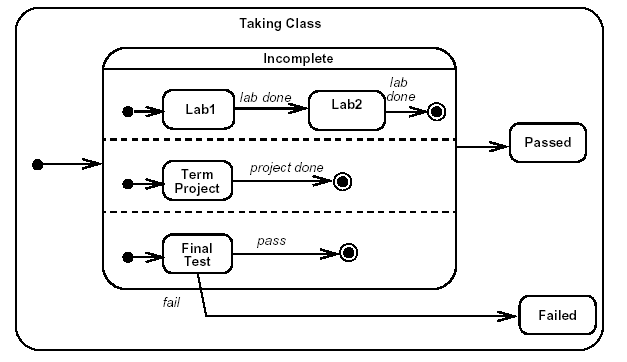 Taking Class
Incomplete
Lab1
lab done
Lab2
lab
done
Passed
Term
Project
project done
Final
Test
pass
fail
Failed